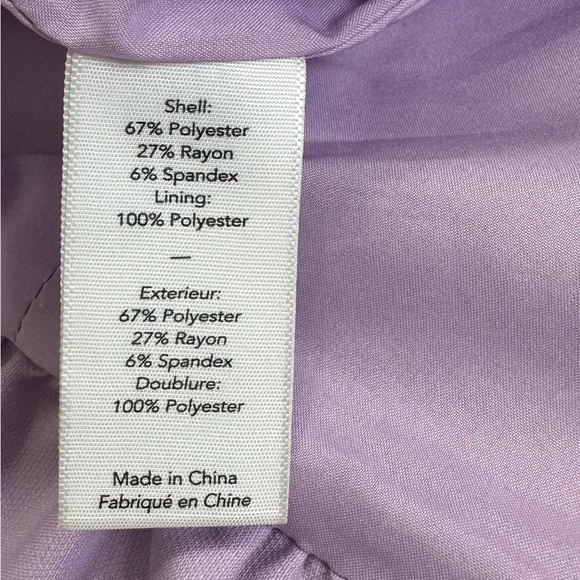 Shell:
67% Polyester
27% Rayon
6% Spandex
Lining:
100% Polyester
—
Exterieur:
67% Polyester
27% Rayon
6% Spandex
Doublure:
100% Polyester
Made in China
Fabriqué en Chine